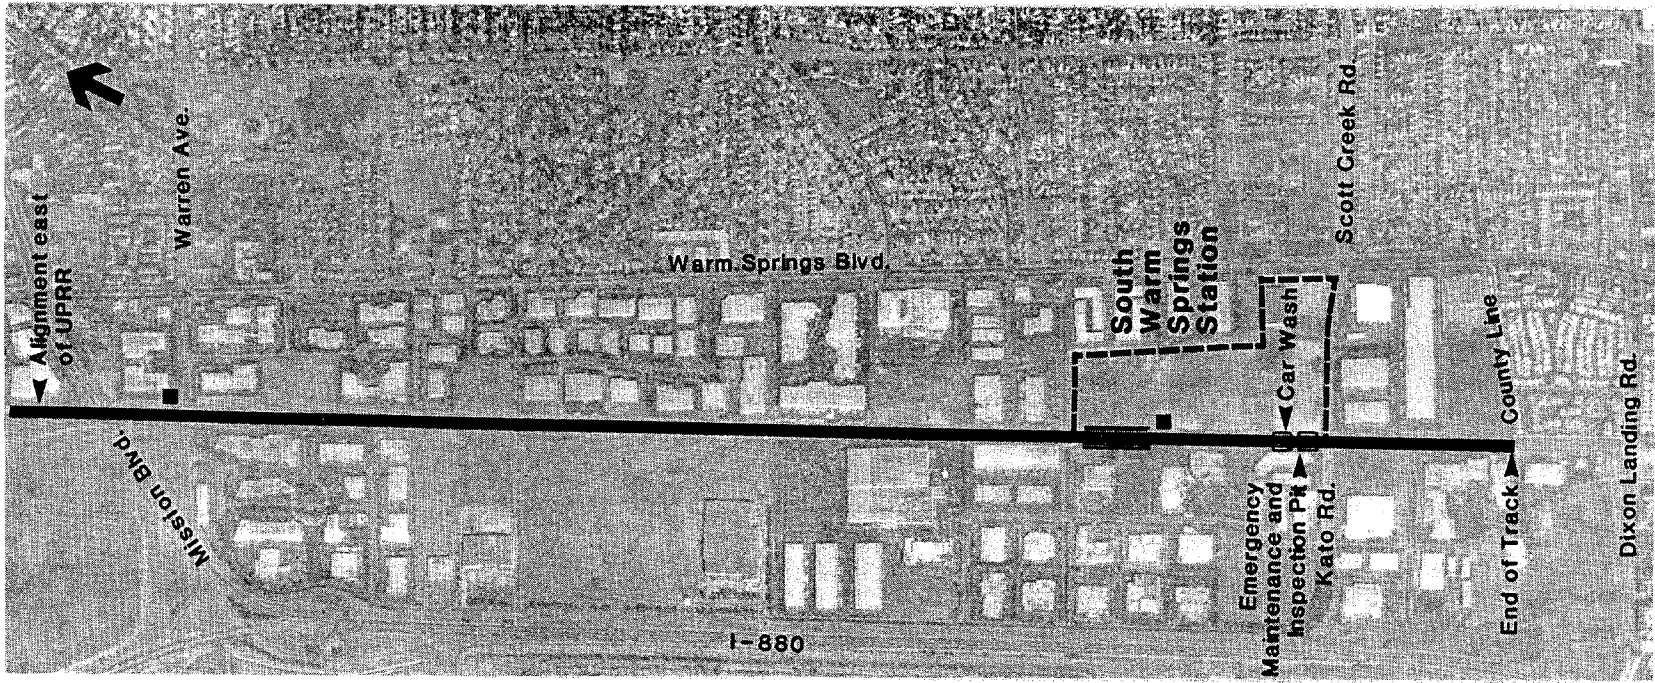 Alignment east
of UPRR
Warren Ave.
Mission Blvd.
Warm Springs Blvd.
I-880
South
Warm
Springs
Station
Car Wash
Scott Creek Rd.
Emergency
Maintenance and
Inspection Pit
Kato Rd.
County Line
End of Track
Dixon Landing Rd.